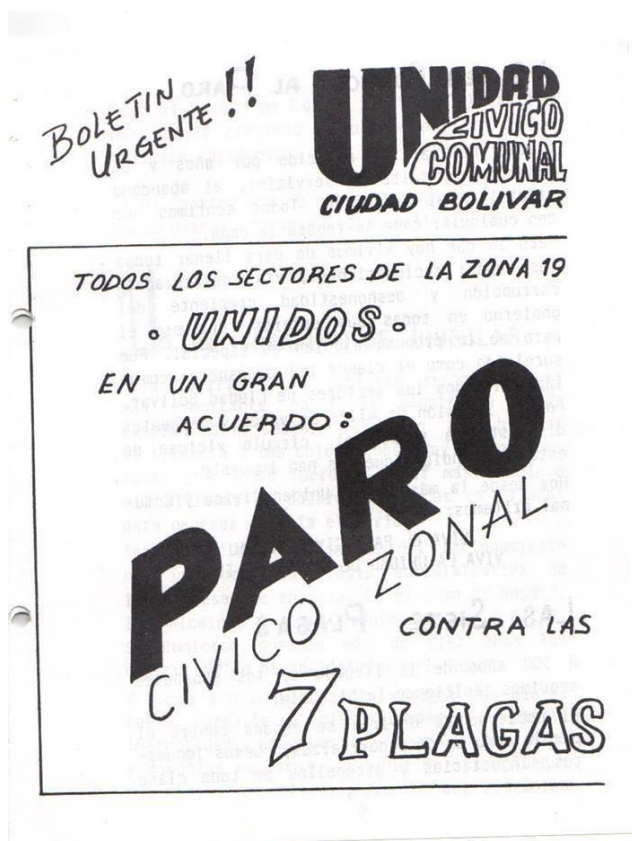 BOLETIN
URGENTE!!
UNIDAD
CIVICO
COMUNAL
CIUDAD BOLIVAR
TODOS LOS SECTORES DE LA ZONA 19
• UNIDOS •
EN UN GRAN
ACUERDO:
PARO
CIVICO ZONAL
CONTRA LAS
7 PLAGAS